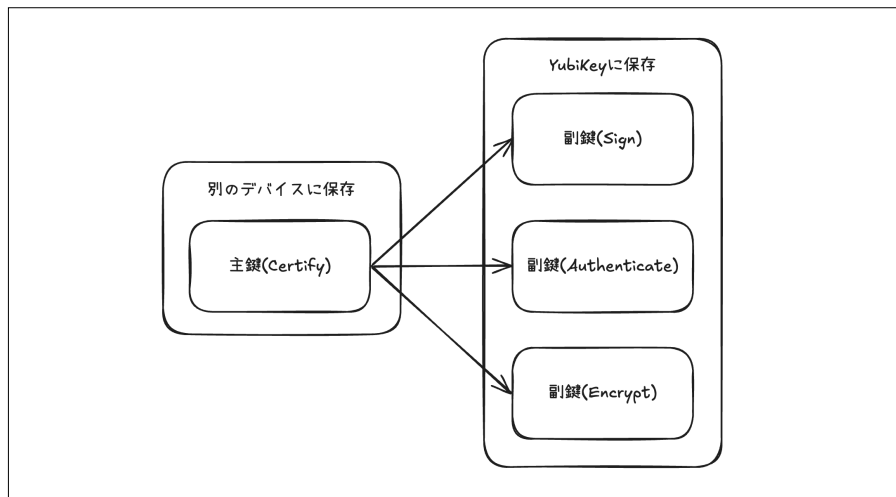 別のデバイスに保存
主鍵(Certify)
YubiKeyに保存
副鍵(Sign)
副鍵(Authenticate)
副鍵(Encrypt)